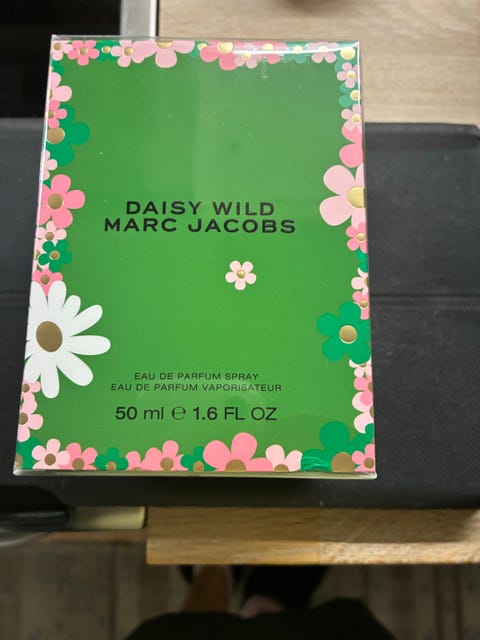 DAISY WILD
MARC JACOBS
EAU DE PARFUM SPRAY
EAU DE PARFUM VAPORISATEUR
50 ml ℮ 1.6 FL OZ